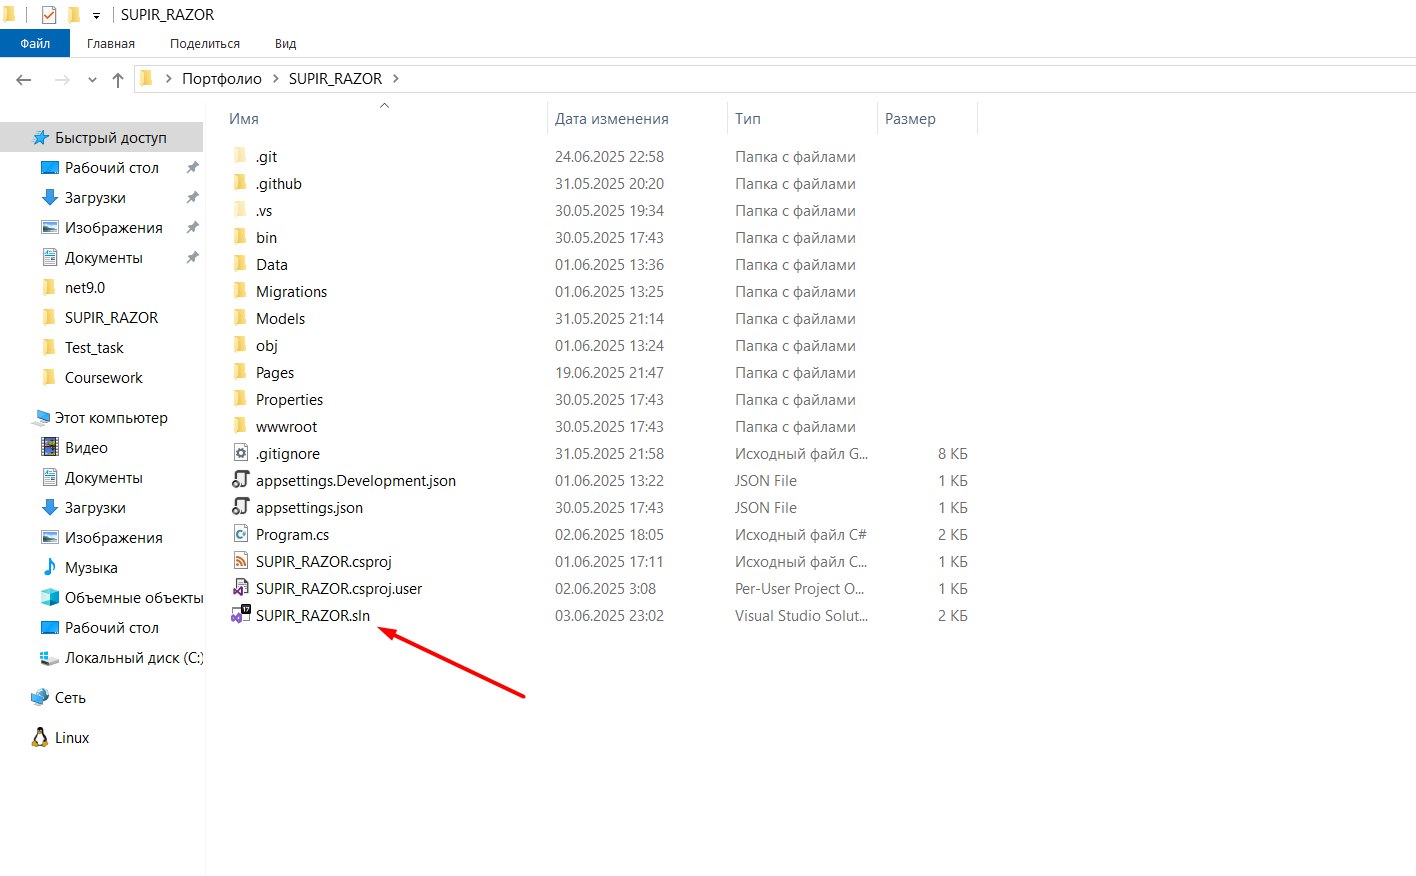 SUPIR_RAZOR
Файл Главная Поделиться Вид
Портфолио SUPIR_RAZOR
Имя Дата изменения Тип Размер
Быстрый доступ
Рабочий стол
Загрузки
Изображения
Документы
net9.0
SUPIR_RAZOR
Test_task
Coursework
Этот компьютер
Видео
Документы
Загрузки
Изображения
Музыка
Объемные объекты
Рабочий стол
Локальный диск (C:)
Сеть
Linux
.git 24.06.2025 22:58 Папка с файлами
.github 31.05.2025 20:20 Папка с файлами
.vs 30.05.2025 19:34 Папка с файлами
bin 30.05.2025 17:43 Папка с файлами
Data 01.06.2025 13:36 Папка с файлами
Migrations 01.06.2025 13:25 Папка с файлами
Models 31.05.2025 21:14 Папка с файлами
obj 01.06.2025 13:24 Папка с файлами
Pages 19.06.2025 21:47 Папка с файлами
Properties 30.05.2025 17:43 Папка с файлами
wwwroot 30.05.2025 17:43 Папка с файлами
.gitignore 31.05.2025 21:58 Исходный файл G... 8 КБ
appsettings.Development.json 01.06.2025 13:22 JSON File 1 КБ
appsettings.json 30.05.2025 17:43 JSON File 1 КБ
Program.cs 02.06.2025 18:05 Исходный файл C# 2 КБ
SUPIR_RAZOR.csproj 01.06.2025 17:11 Исходный файл C... 1 КБ
SUPIR_RAZOR.csproj.user 02.06.2025 3:08 Per-User Project O... 1 КБ
17 SUPIR_RAZOR.sln 03.06.2025 23:02 Visual Studio Solut... 2 КБ